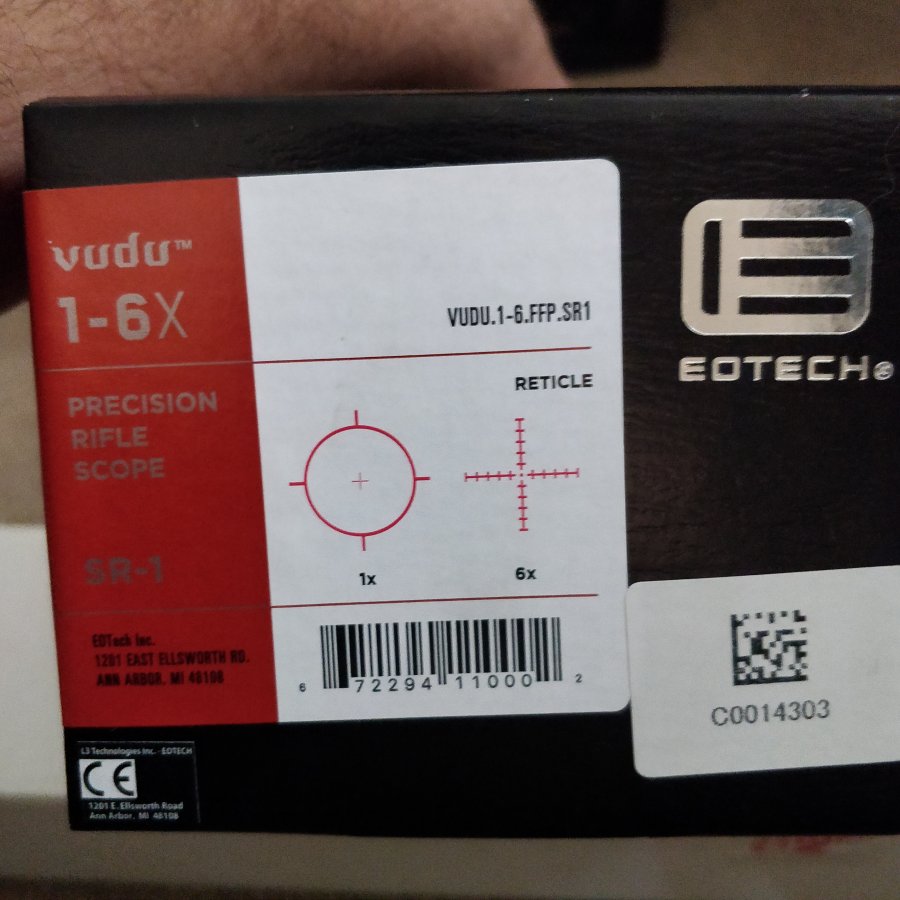 vudu™
1-6X
VUDU.1-6.FFP.SR1
PRECISION
RIFLE
SCOPE
RETICLE
1x
6x
SR-1
EOTech Inc.
1201 EAST ELLSWORTH RD.
ANN ARBOR, MI 48108
6 72294 11000 2
EOTECH®
C0014303
L3 Technologies Inc. - EOTECH
CE
1201 E. Ellsworth Road
Ann Arbor, MI 48108